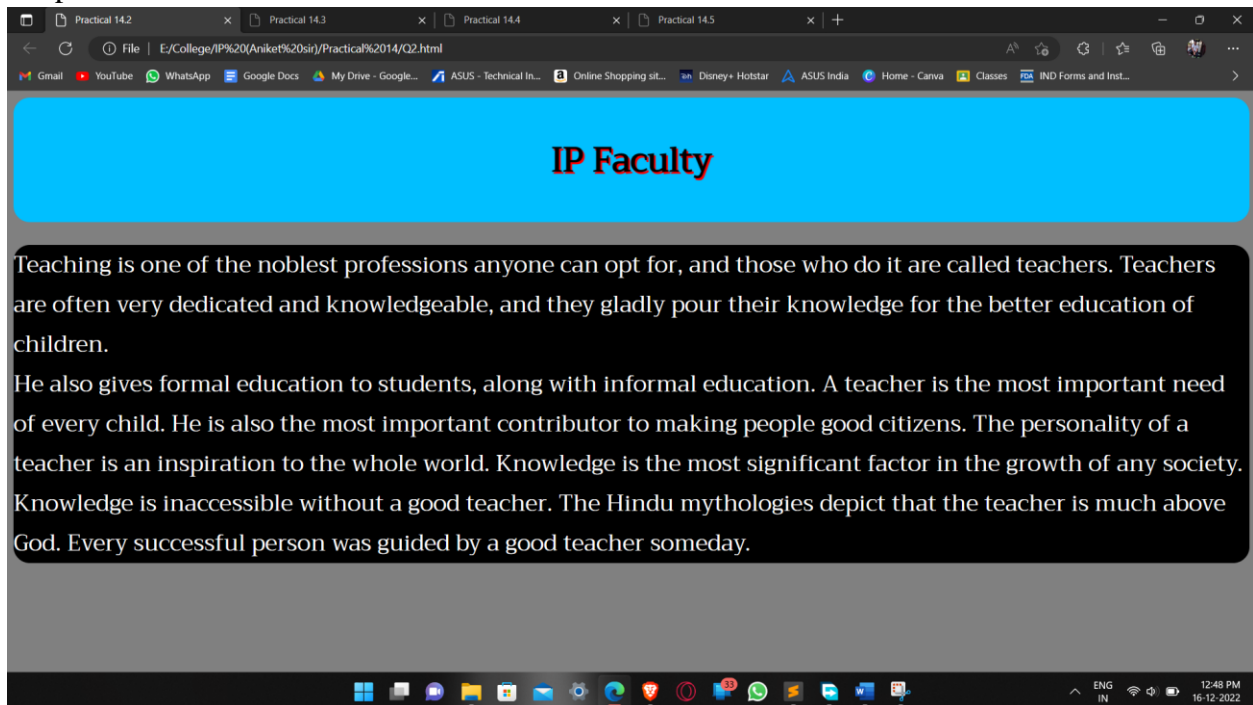 Practical 14.2
Practical 14.3
Practical 14.4
Practical 14.5
File | E:/College/IP%20(Aniket%20sir)/Practical%2014/Q2.html
Gmail YouTube WhatsApp Google Docs My Drive - Google... ASUS - Technical In... Online Shopping sit... Disney+ Hotstar ASUS India Home - Canva Classes IND Forms and Inst...
IP Faculty
Teaching is one of the noblest professions anyone can opt for, and those who do it are called teachers. Teachers
are often very dedicated and knowledgeable, and they gladly pour their knowledge for the better education of
children.
He also gives formal education to students, along with informal education. A teacher is the most important need
of every child. He is also the most important contributor to making people good citizens. The personality of a
teacher is an inspiration to the whole world. Knowledge is the most significant factor in the growth of any society.
Knowledge is inaccessible without a good teacher. The Hindu mythologies depict that the teacher is much above
God. Every successful person was guided by a good teacher someday.
33
ENG
IN
12:48 PM
16-12-2022